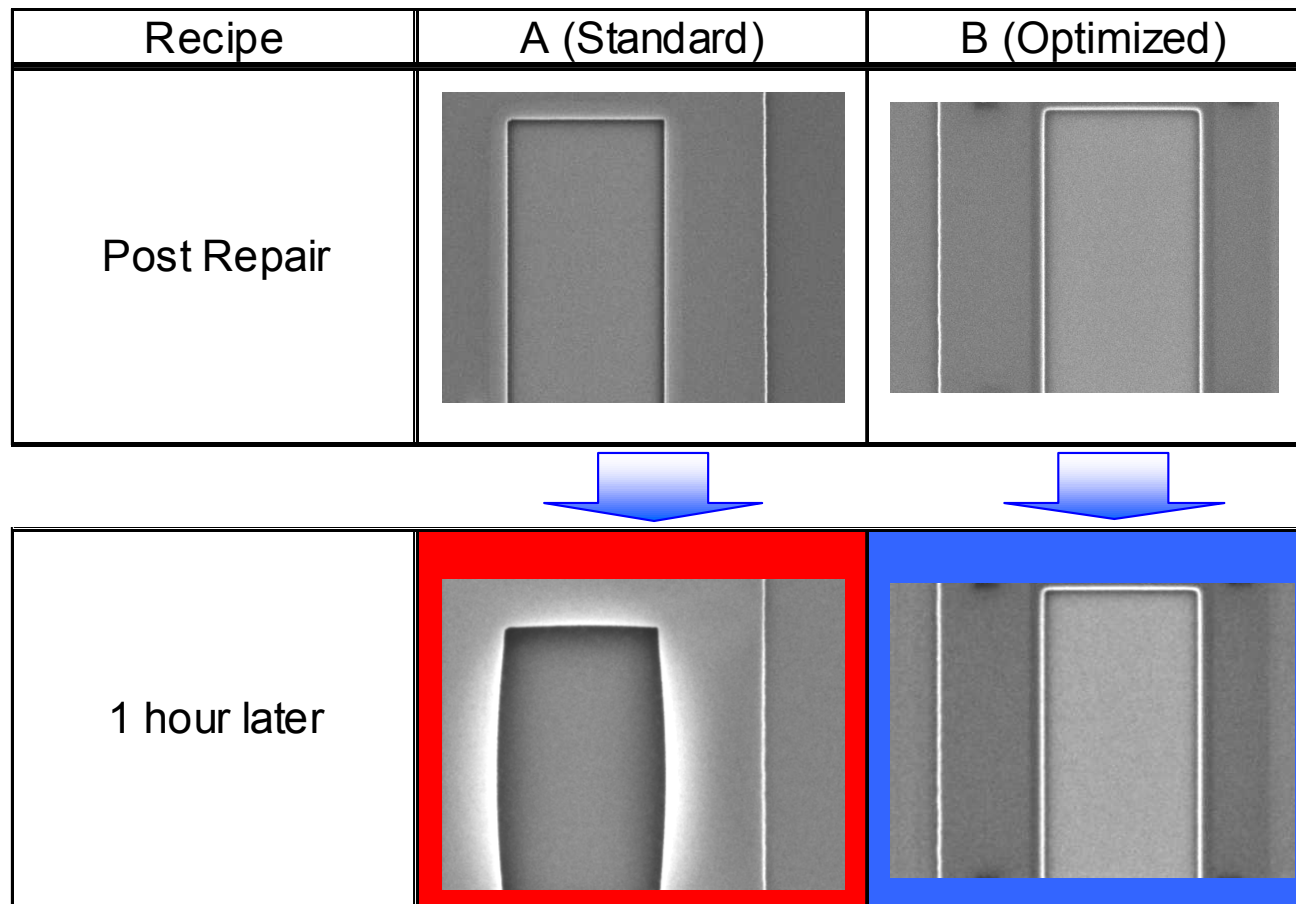 Recipe
A (Standard)
B (Optimized)
Post Repair
1 hour later